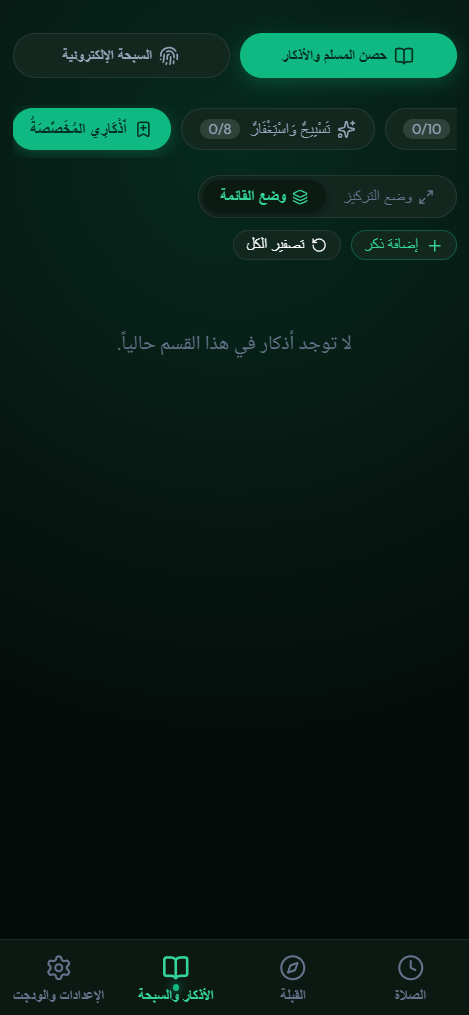 حصن المسلم والأذكار
السبحة الإلكترونية
0/10
تَسْبِيحٌ وَاسْتِغْفَارٌ 0/8
أَذْكَارِي المُخَصَّصَةُ
وضع التركيز
وضع القائمة
إضافة ذكر
تصفير الكل
لا توجد أذكار في هذا القسم حالياً.
الصلاة
القبلة
الأذكار والسبحة
الإعدادات والودجت